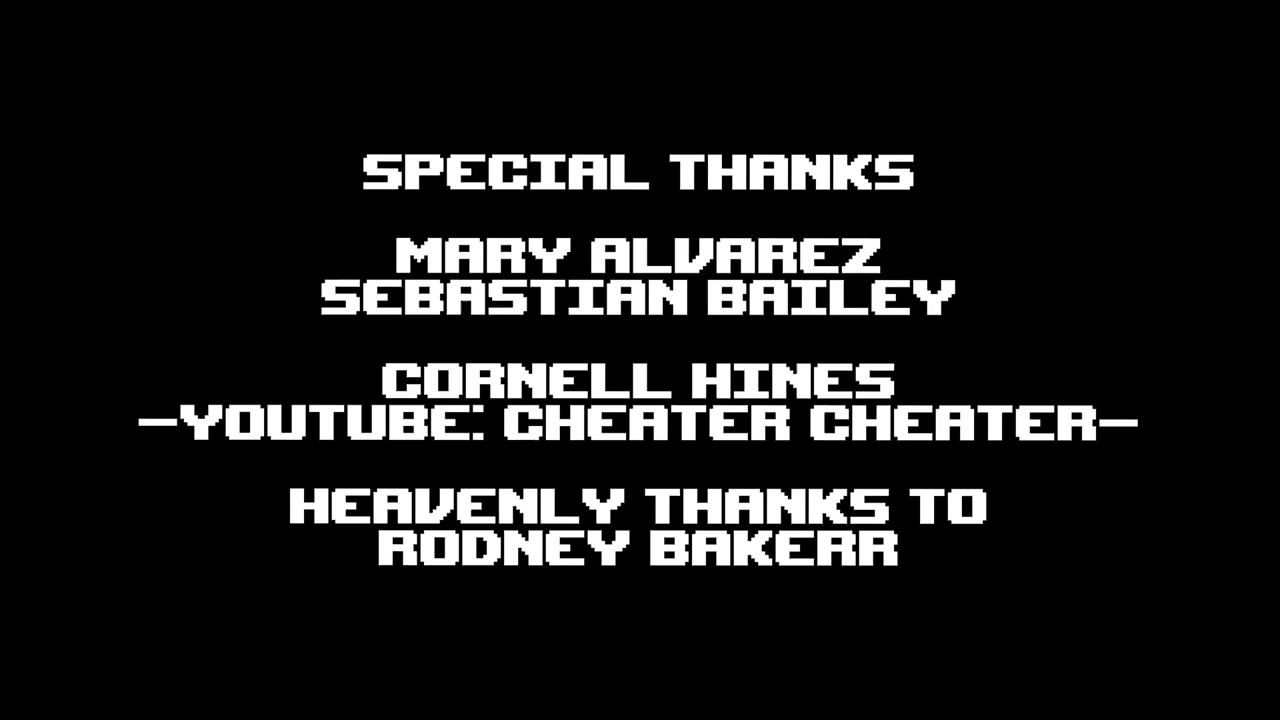 SPECIAL THANKS
MARY ALVAREZ
SEBASTIAN BAILEY
CORNELL HINES
-YOUTUBE: CHEATER CHEATER-
HEAVENLY THANKS TO
RODNEY BAKERR